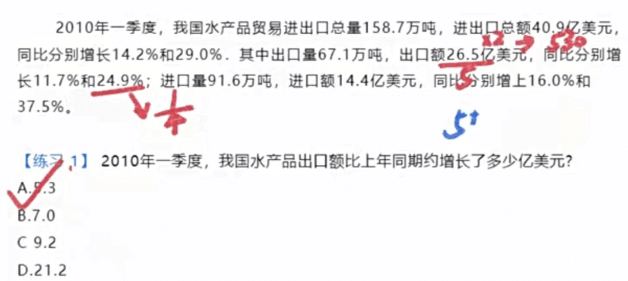 2010年一季度，我国水产品贸易进出口总量158.7万吨，进出口总额40.9亿美元，
同比分别增长14.2%和29.0%．其中出口量67.1万吨，出口额26.5亿美元，同比分别增
长11.7%和24.9%；进口量91.6万吨，进口额14.4亿美元，同比分别增上16.0%和
37.5%。
×2 → 530
5
1/4
5+
【练习 1】 2010年一季度，我国水产品出口额比上年同期约增长了多少亿美元？
A.5.3
B.7.0
C 9.2
D.21.2